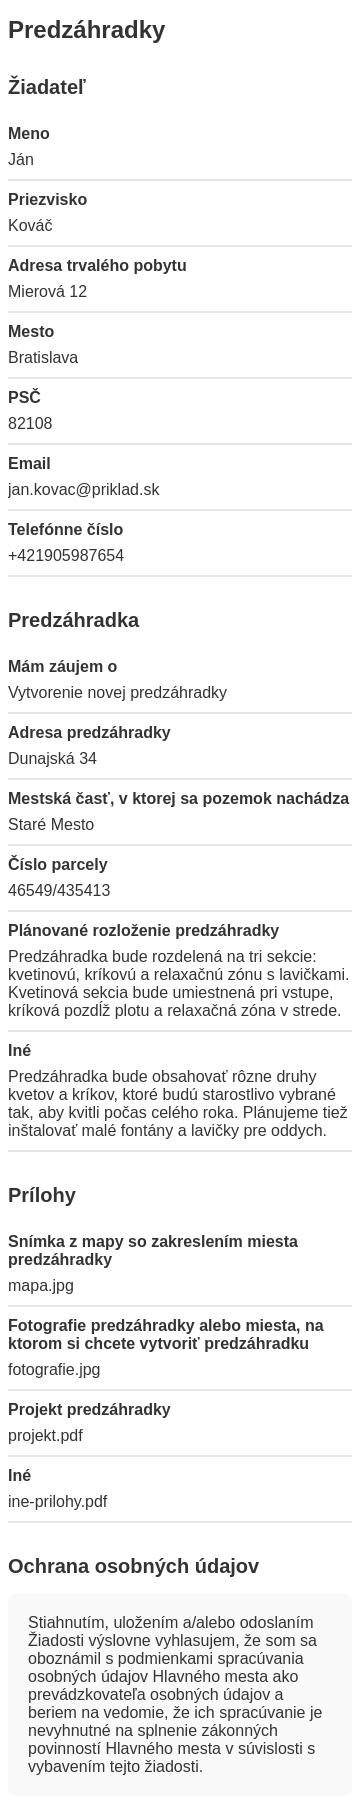 Predzáhradky
Žiadateľ
Meno
Ján
Priezvisko
Kováč
Adresa trvalého pobytu
Mierová 12
Mesto
Bratislava
PSČ
82108
Email
jan.kovac@priklad.sk
Telefónne číslo
+421905987654
Predzáhradka
Mám záujem o
Vytvorenie novej predzáhradky
Adresa predzáhradky
Dunajská 34
Mestská časť, v ktorej sa pozemok nachádza
Staré Mesto
Číslo parcely
46549/435413
Plánované rozloženie predzáhradky
Predzáhradka bude rozdelená na tri sekcie:
kvetinovú, kríkovú a relaxačnú zónu s lavičkami.
Kvetinová sekcia bude umiestnená pri vstupe,
kríková pozdĺž plotu a relaxačná zóna v strede.
Iné
Predzáhradka bude obsahovať rôzne druhy
kvetov a kríkov, ktoré budú starostlivo vybrané
tak, aby kvitli počas celého roka. Plánujeme tiež
inštalovať malé fontány a lavičky pre oddych.
Prílohy
Snímka z mapy so zakreslením miesta
predzáhradky
mapa.jpg
Fotografie predzáhradky alebo miesta, na
ktorom si chcete vytvoriť predzáhradku
fotografie.jpg
Projekt predzáhradky
projekt.pdf
Iné
ine-prilohy.pdf
Ochrana osobných údajov
Stiahnutím, uložením a/alebo odoslaním
Žiadosti výslovne vyhlasujem, že som sa
oboznámil s podmienkami spracúvania
osobných údajov Hlavného mesta ako
prevádzkovateľa osobných údajov a
beriem na vedomie, že ich spracúvanie je
nevyhnutné na splnenie zákonných
povinností Hlavného mesta v súvislosti s
vybavením tejto žiadosti.